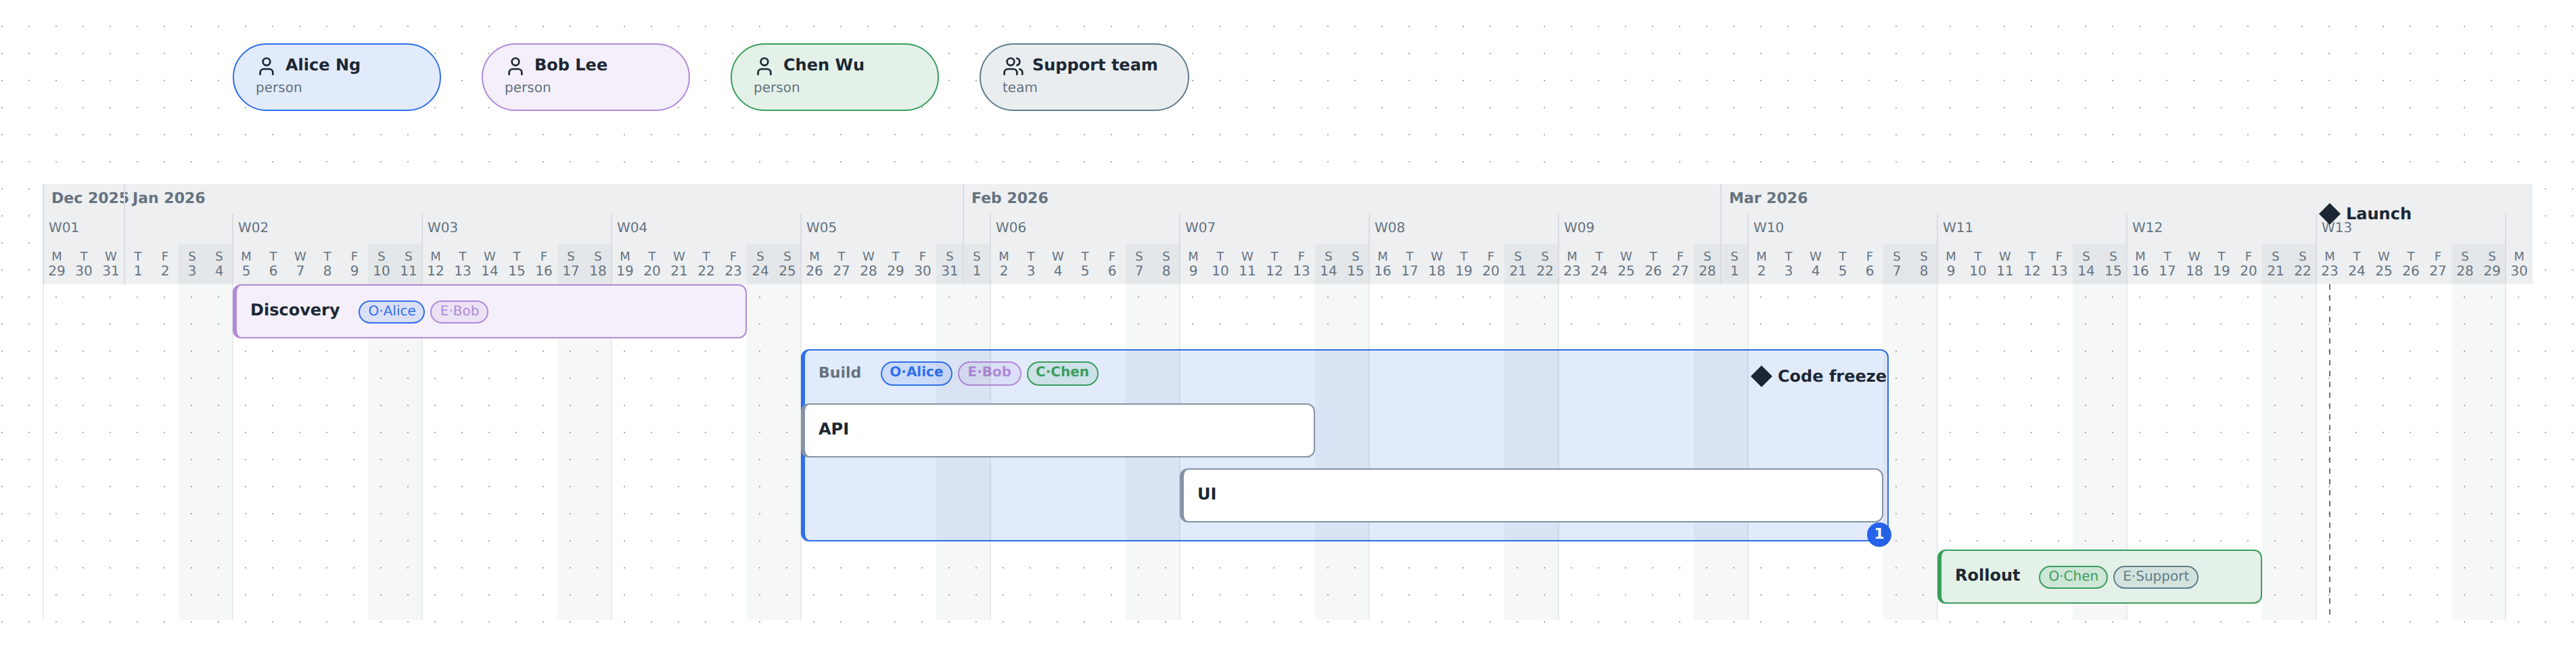 Alice Ng
person
Bob Lee
person
Chen Wu
person
Support team
team
Dec 2025 Jan 2026 Feb 2026 Mar 2026
Launch
W01 W02 W03 W04 W05 W06 W07 W08 W09 W10 W11 W12 W13
M T W T F S S M T W T F S S M T W T F S S M T W T F S S M T W T F S S M T W T F S S M T W T F S S M T W T F S S M T W T F S S M T W T F S S M T W T F S S M T W T F S S M T W T F S S M
29 30 31 1 2 3 4 5 6 7 8 9 10 11 12 13 14 15 16 17 18 19 20 21 22 23 24 25 26 27 28 29 30 31 1 2 3 4 5 6 7 8 9 10 11 12 13 14 15 16 17 18 19 20 21 22 23 24 25 26 27 28 1 2 3 4 5 6 7 8 9 10 11 12 13 14 15 16 17 18 19 20 21 22 23 24 25 26 27 28 29 30
Discovery O·Alice E·Bob
Build O·Alice E·Bob C·Chen
Code freeze
API
UI
1
Rollout O·Chen E·Support